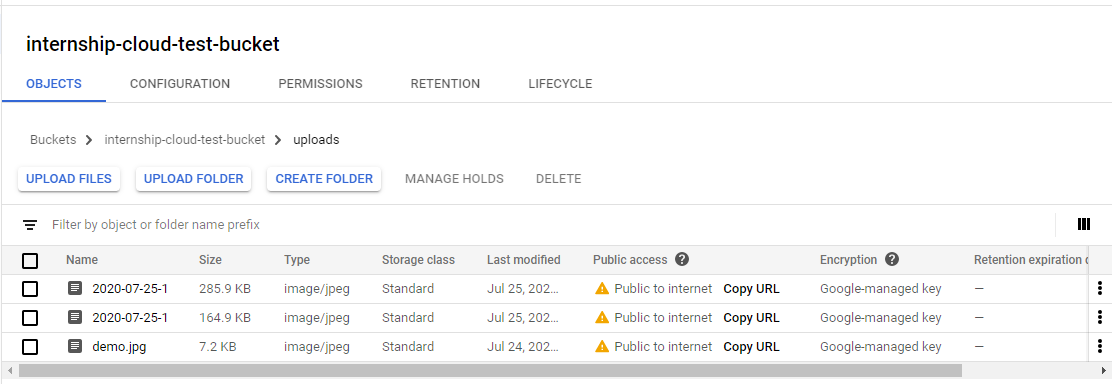 internship-cloud-test-bucket
OBJECTS CONFIGURATION PERMISSIONS RETENTION LIFECYCLE
Buckets > internship-cloud-test-bucket > uploads
UPLOAD FILES UPLOAD FOLDER CREATE FOLDER MANAGE HOLDS DELETE
Filter by object or folder name prefix
Name Size Type Storage class Last modified Public access ? Encryption ? Retention expiration d
2020-07-25-1 285.9 KB image/jpeg Standard Jul 25, 202... Public to internet Copy URL Google-managed key —
2020-07-25-1 164.9 KB image/jpeg Standard Jul 25, 202... Public to internet Copy URL Google-managed key —
demo.jpg 7.2 KB image/jpeg Standard Jul 24, 202... Public to internet Copy URL Google-managed key —